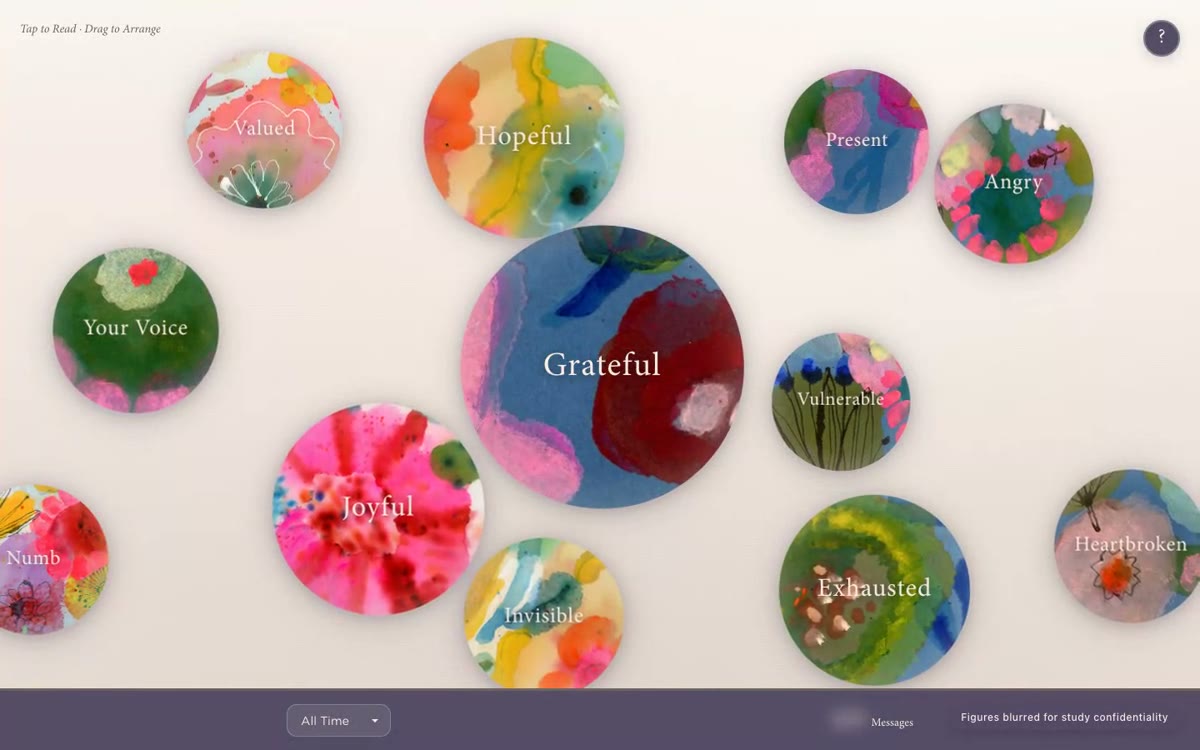 Tap to Read · Drag to Arrange
?
Valued
Hopeful
Present
Angry
Your Voice
Grateful
Vulnerable
Joyful
Numb
Heartbroken
Exhausted
Invisible
All Time
Messages
Figures blurred for study confidentiality